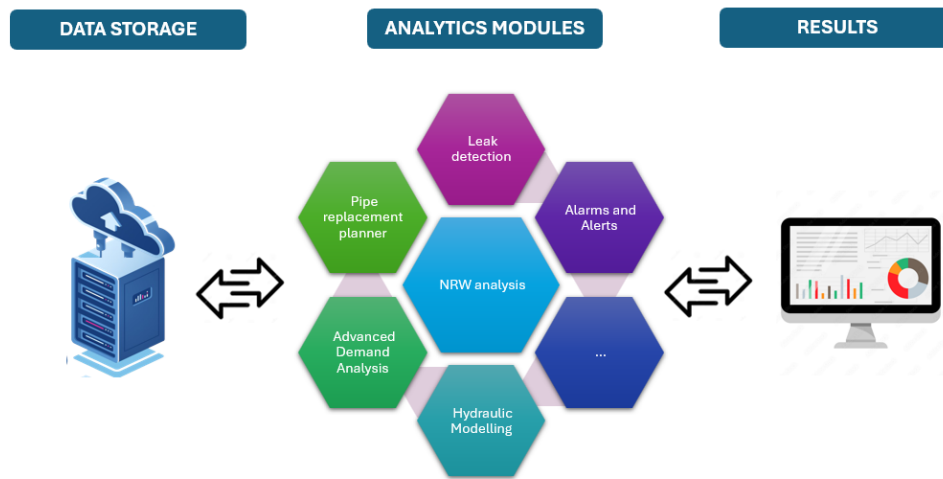 DATA STORAGE
ANALYTICS MODULES
RESULTS
Leak
detection
Pipe
replacement
planner
Alarms and
Alerts
NRW analysis
Advanced
Demand
Analysis
...
Hydraulic
Modelling